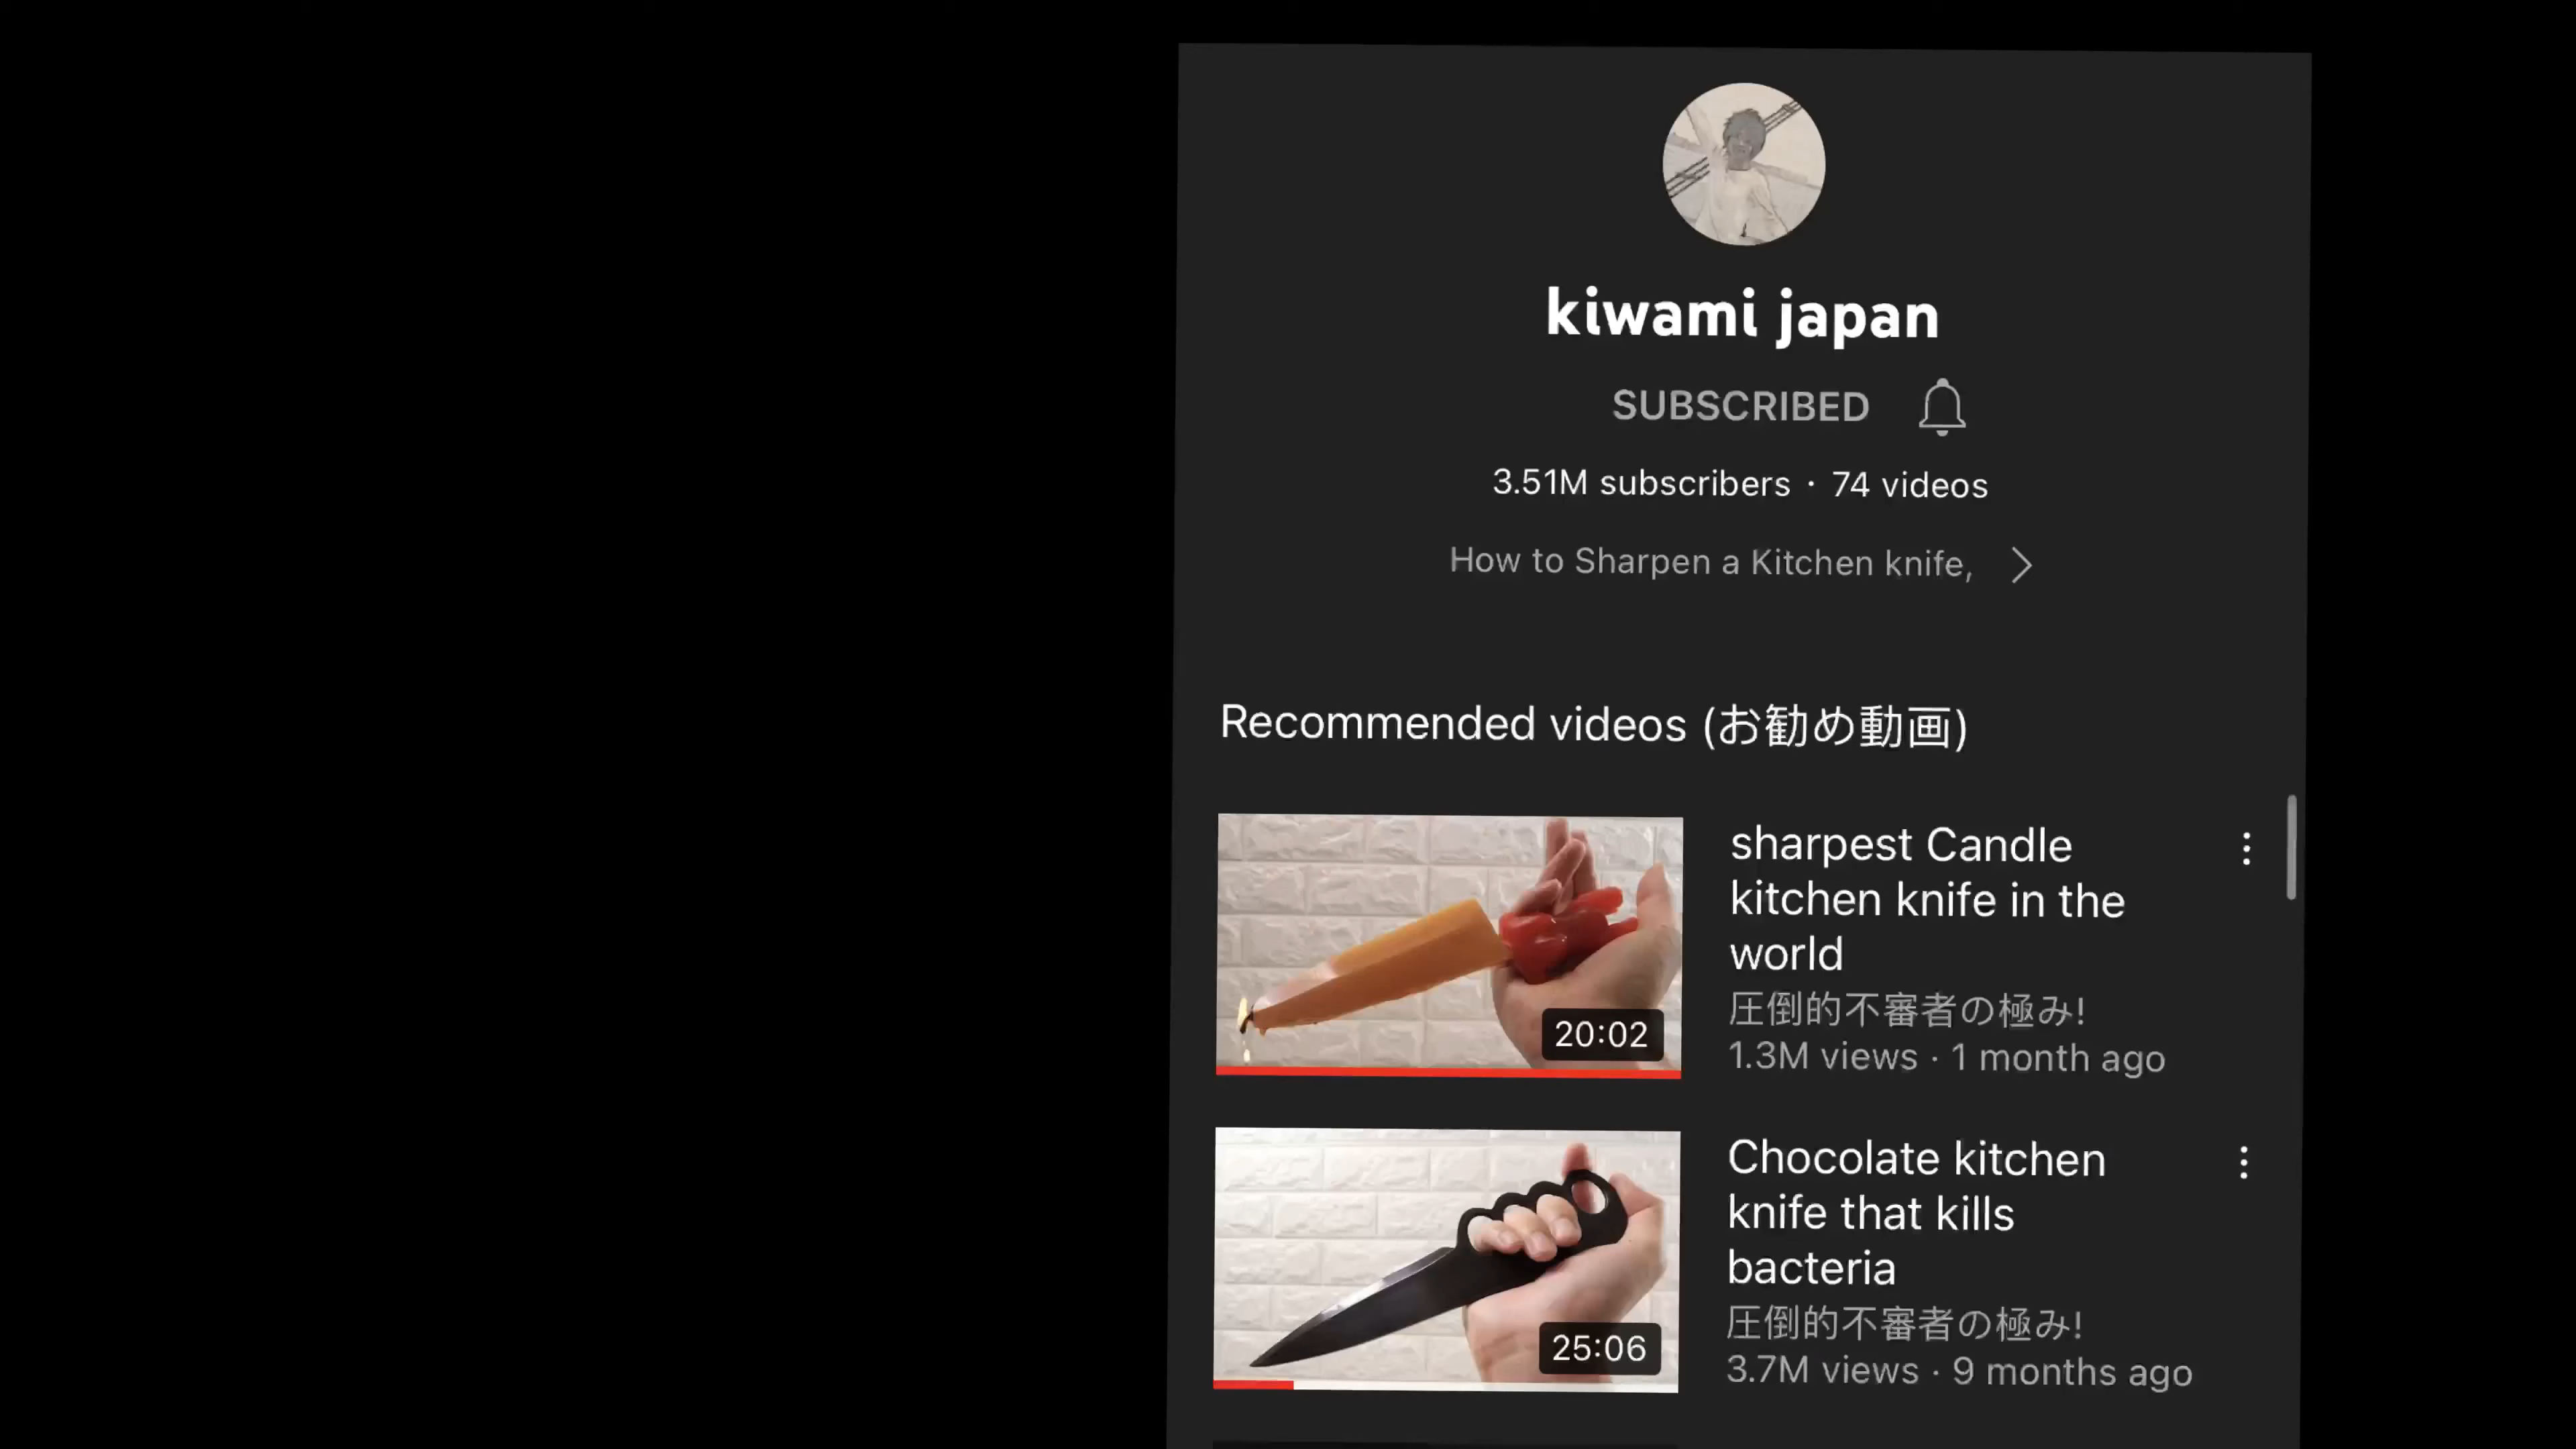 kiwami japan
SUBSCRIBED
3.51M subscribers · 74 videos
How to Sharpen a Kitchen knife,
Recommended videos (お勧め動画)
20:02
sharpest Candle
kitchen knife in the
world
圧倒的不審者の極み!
1.3M views · 1 month ago
25:06
Chocolate kitchen
knife that kills
bacteria
圧倒的不審者の極み!
3.7M views · 9 months ago